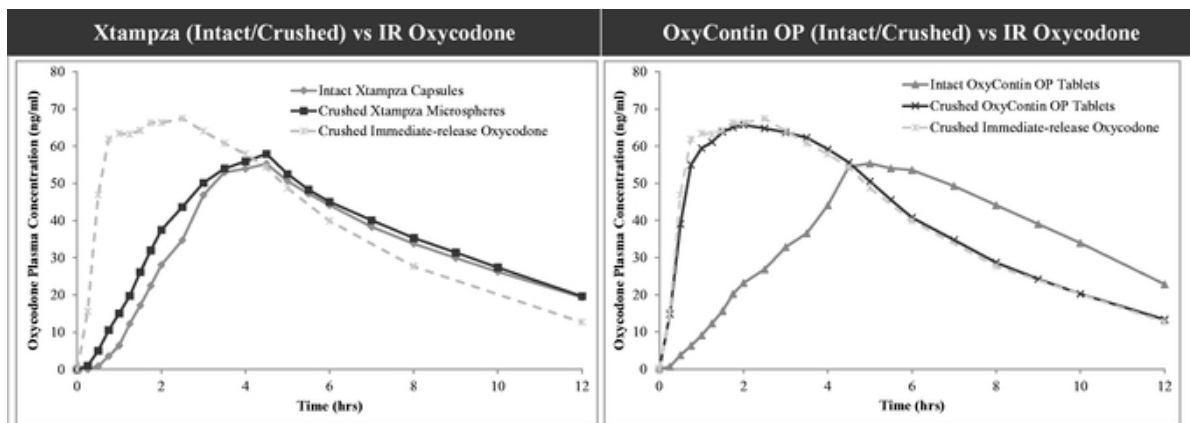 Xtampza (Intact/Crushed) vs IR Oxycodone
Oxycodone Plasma Concentration (ng/ml)
80
70
60
50
40
30
20
10
0
Intact Xtampza Capsules
Crushed Xtampza Microspheres
Crushed Immediate-release Oxycodone
0 2 4 6 8 10 12
Time (hrs)
OxyContin OP (Intact/Crushed) vs IR Oxycodone
Oxycodone Plasma Concentration (ng/ml)
80
70
60
50
40
30
20
10
0
Intact OxyContin OP Tablets
Crushed OxyContin OP Tablets
Crushed Immediate-release Oxycodone
0 2 4 6 8 10 12
Time (hrs)